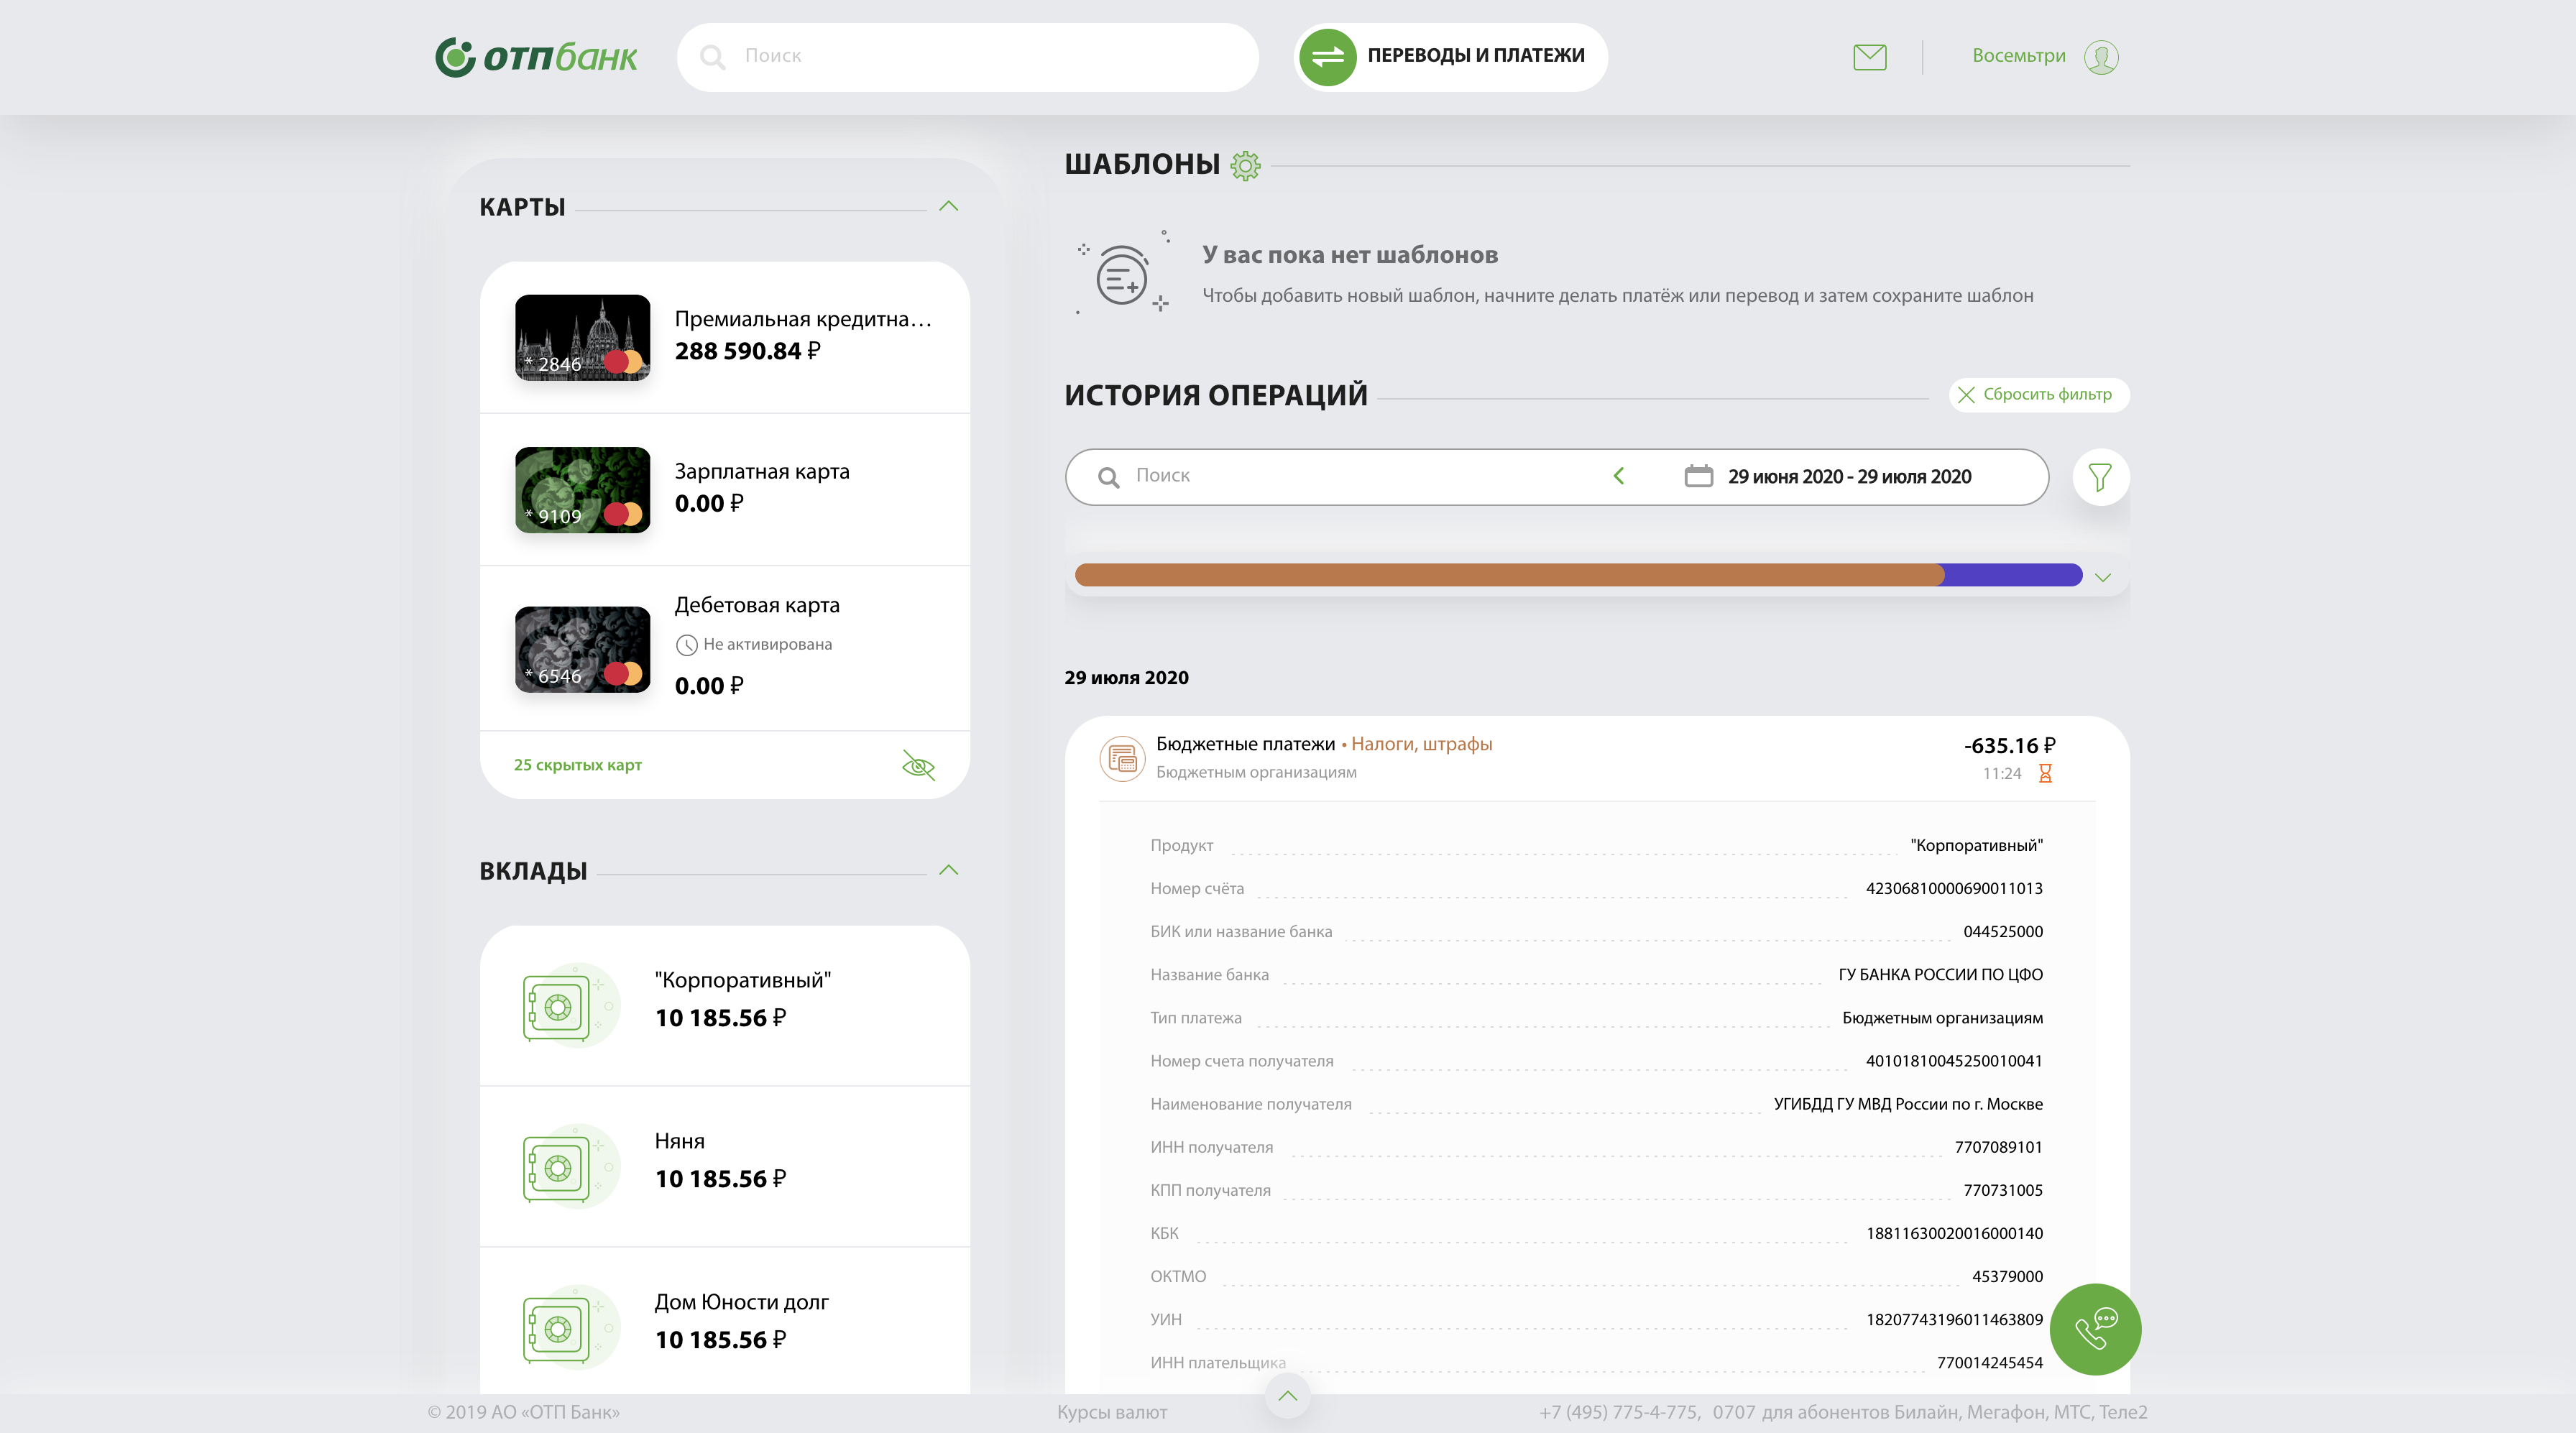 отпбанк
Поиск
ПЕРЕВОДЫ И ПЛАТЕЖИ
Восемьтри
КАРТЫ
* 2846
Премиальная кредитна…
288 590.84 ₽
* 9109
Зарплатная карта
0.00 ₽
* 6546
Дебетовая карта
Не активирована
0.00 ₽
25 скрытых карт
ВКЛАДЫ
"Корпоративный"
10 185.56 ₽
Няня
10 185.56 ₽
Дом Юности долг
10 185.56 ₽
ШАБЛОНЫ
У вас пока нет шаблонов
Чтобы добавить новый шаблон, начните делать платёж или перевод и затем сохраните шаблон
ИСТОРИЯ ОПЕРАЦИЙ
Сбросить фильтр
Поиск
29 июня 2020 - 29 июля 2020
29 июля 2020
Бюджетные платежи • Налоги, штрафы
Бюджетным организациям
-635.16 ₽
11:24
Продукт "Корпоративный"
Номер счёта 42306810000690011013
БИК или название банка 044525000
Название банка ГУ БАНКА РОССИИ ПО ЦФО
Тип платежа Бюджетным организациям
Номер счета получателя 40101810045250010041
Наименование получателя УГИБДД ГУ МВД России по г. Москве
ИНН получателя 7707089101
КПП получателя 770731005
КБК 18811630020016000140
ОКТМО 45379000
УИН 18207743196011463809
ИНН плательщика 770014245454
© 2019 АО «ОТП Банк»
Курсы валют
+7 (495) 775-4-775, 0707 для абонентов Билайн, Мегафон, МТС, Теле2